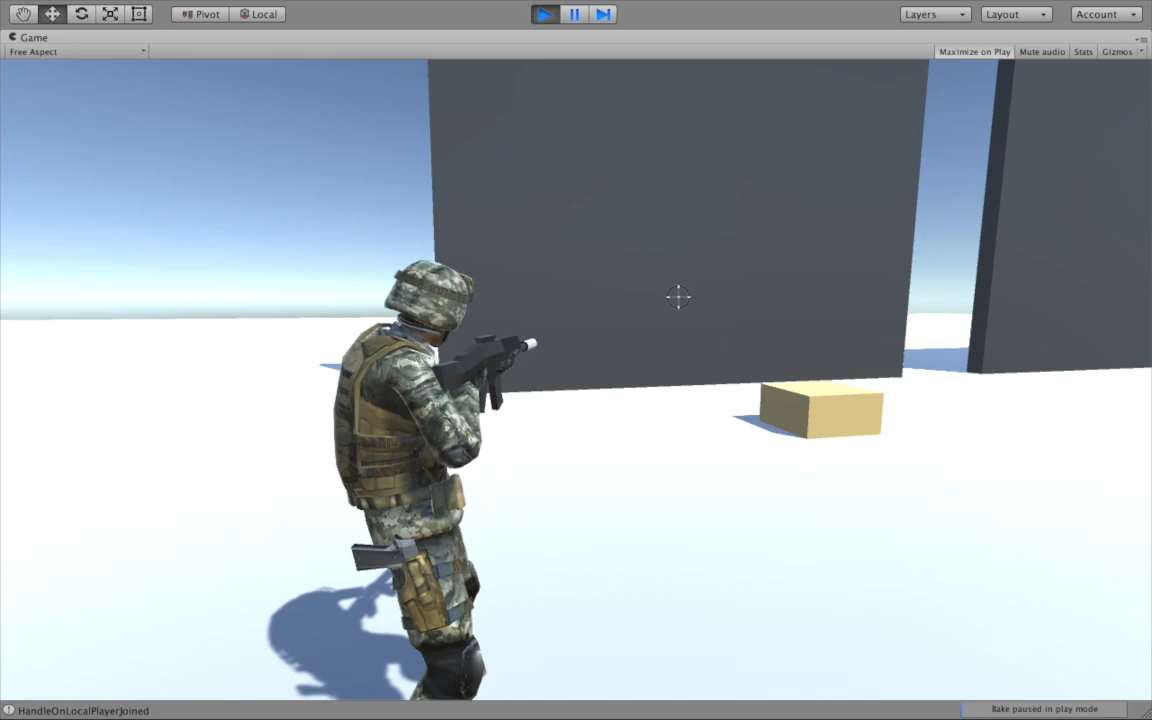 Pivot Local Layers Layout Account
Game
Free Aspect Maximize on Play Mute audio Stats Gizmos
HandleOnLocalPlayerJoined Bake paused in play mode